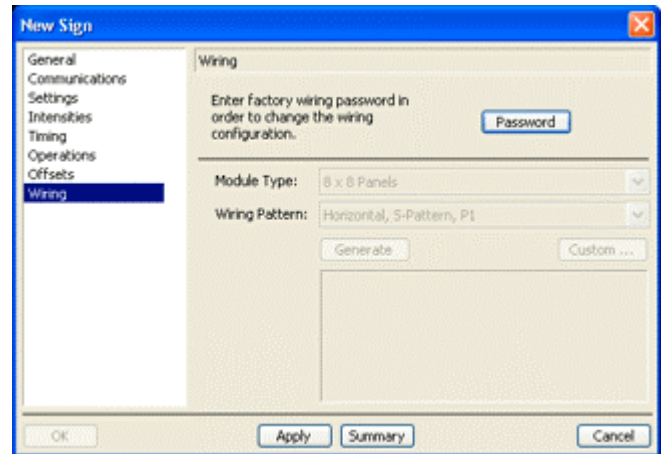 New Sign
General
Communications
Settings
Intensities
Timing
Operations
Offsets
Wiring
Wiring
Enter factory wiring password in
order to change the wiring
configuration.
Password
Module Type: 8 x 8 Panels
Wiring Pattern: Horizontal, S-Pattern, P1
Generate Custom ...
OK Apply Summary Cancel